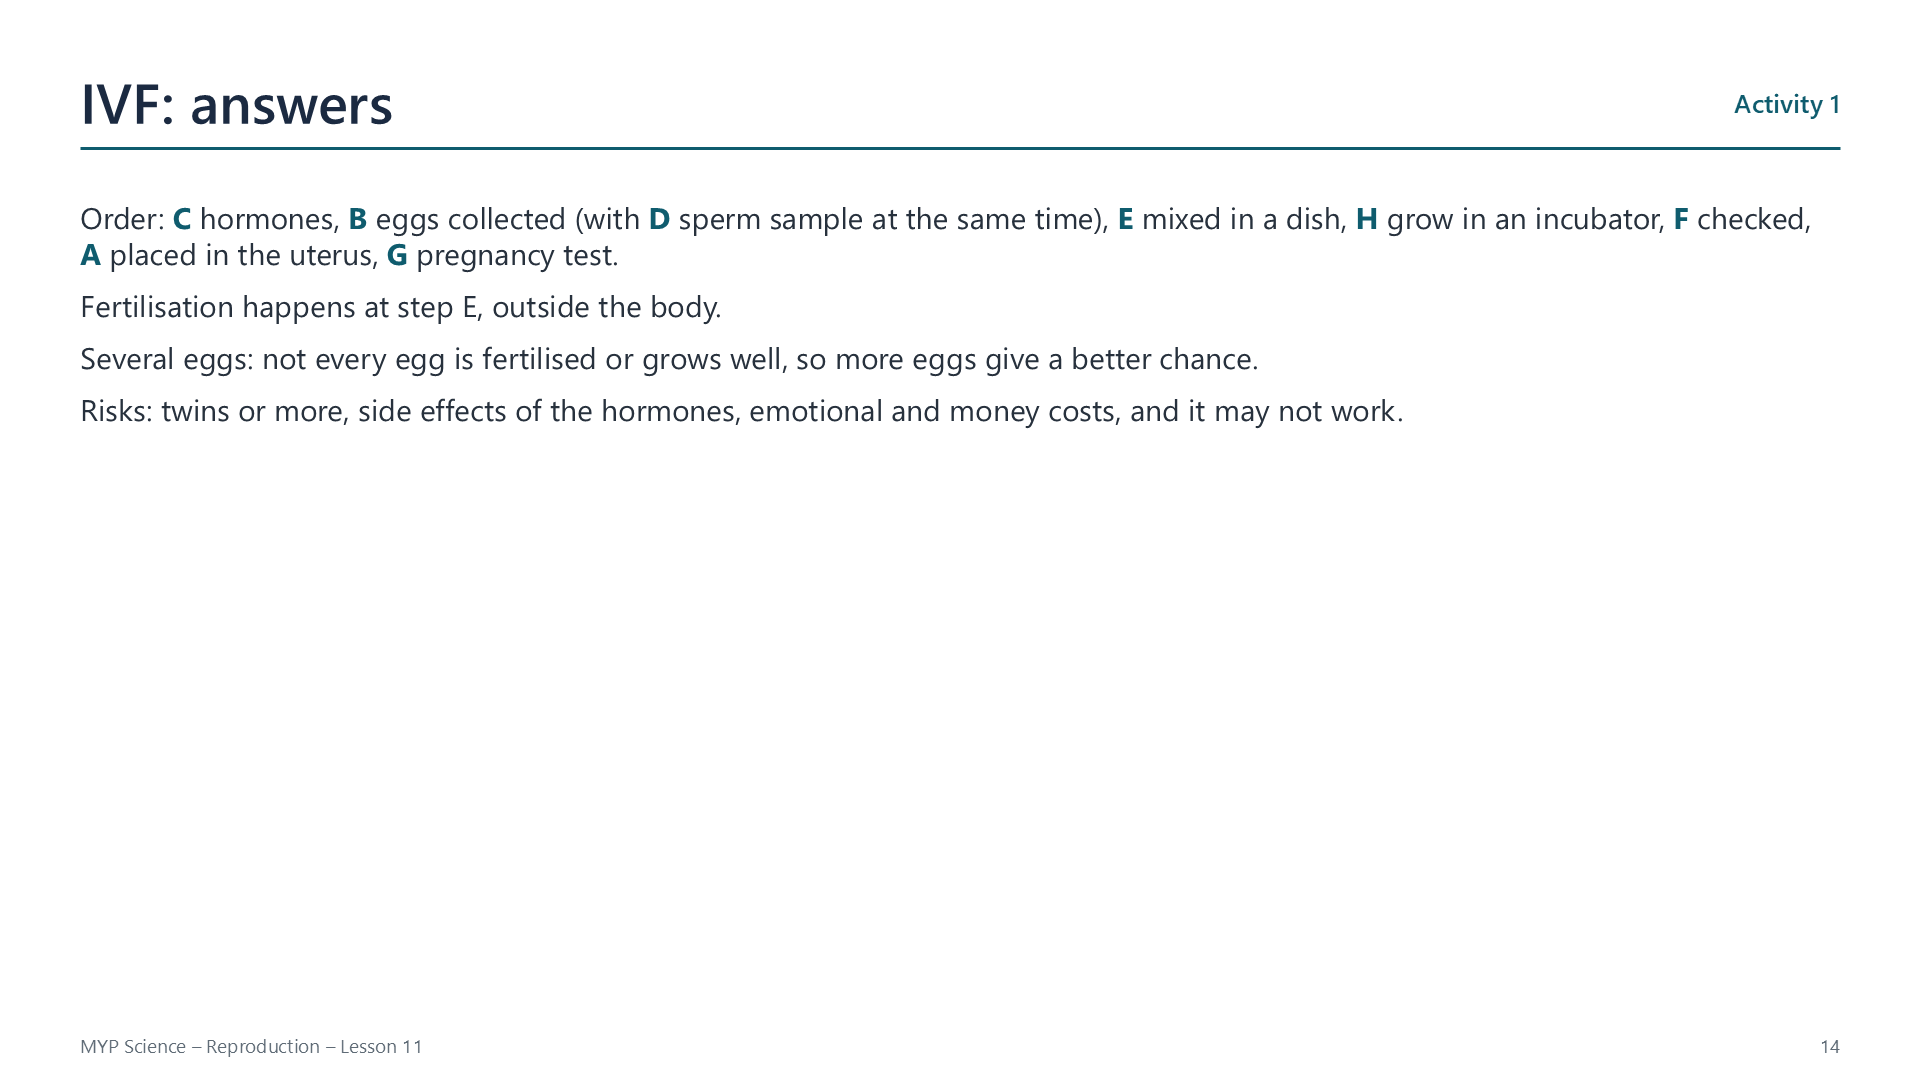 IVF: answers
Activity 1
Order: C hormones, B eggs collected (with D sperm sample at the same time), E mixed in a dish, H grow in an incubator, F checked,
A placed in the uterus, G pregnancy test.
Fertilisation happens at step E, outside the body.
Several eggs: not every egg is fertilised or grows well, so more eggs give a better chance.
Risks: twins or more, side effects of the hormones, emotional and money costs, and it may not work.
MYP Science – Reproduction – Lesson 11
14